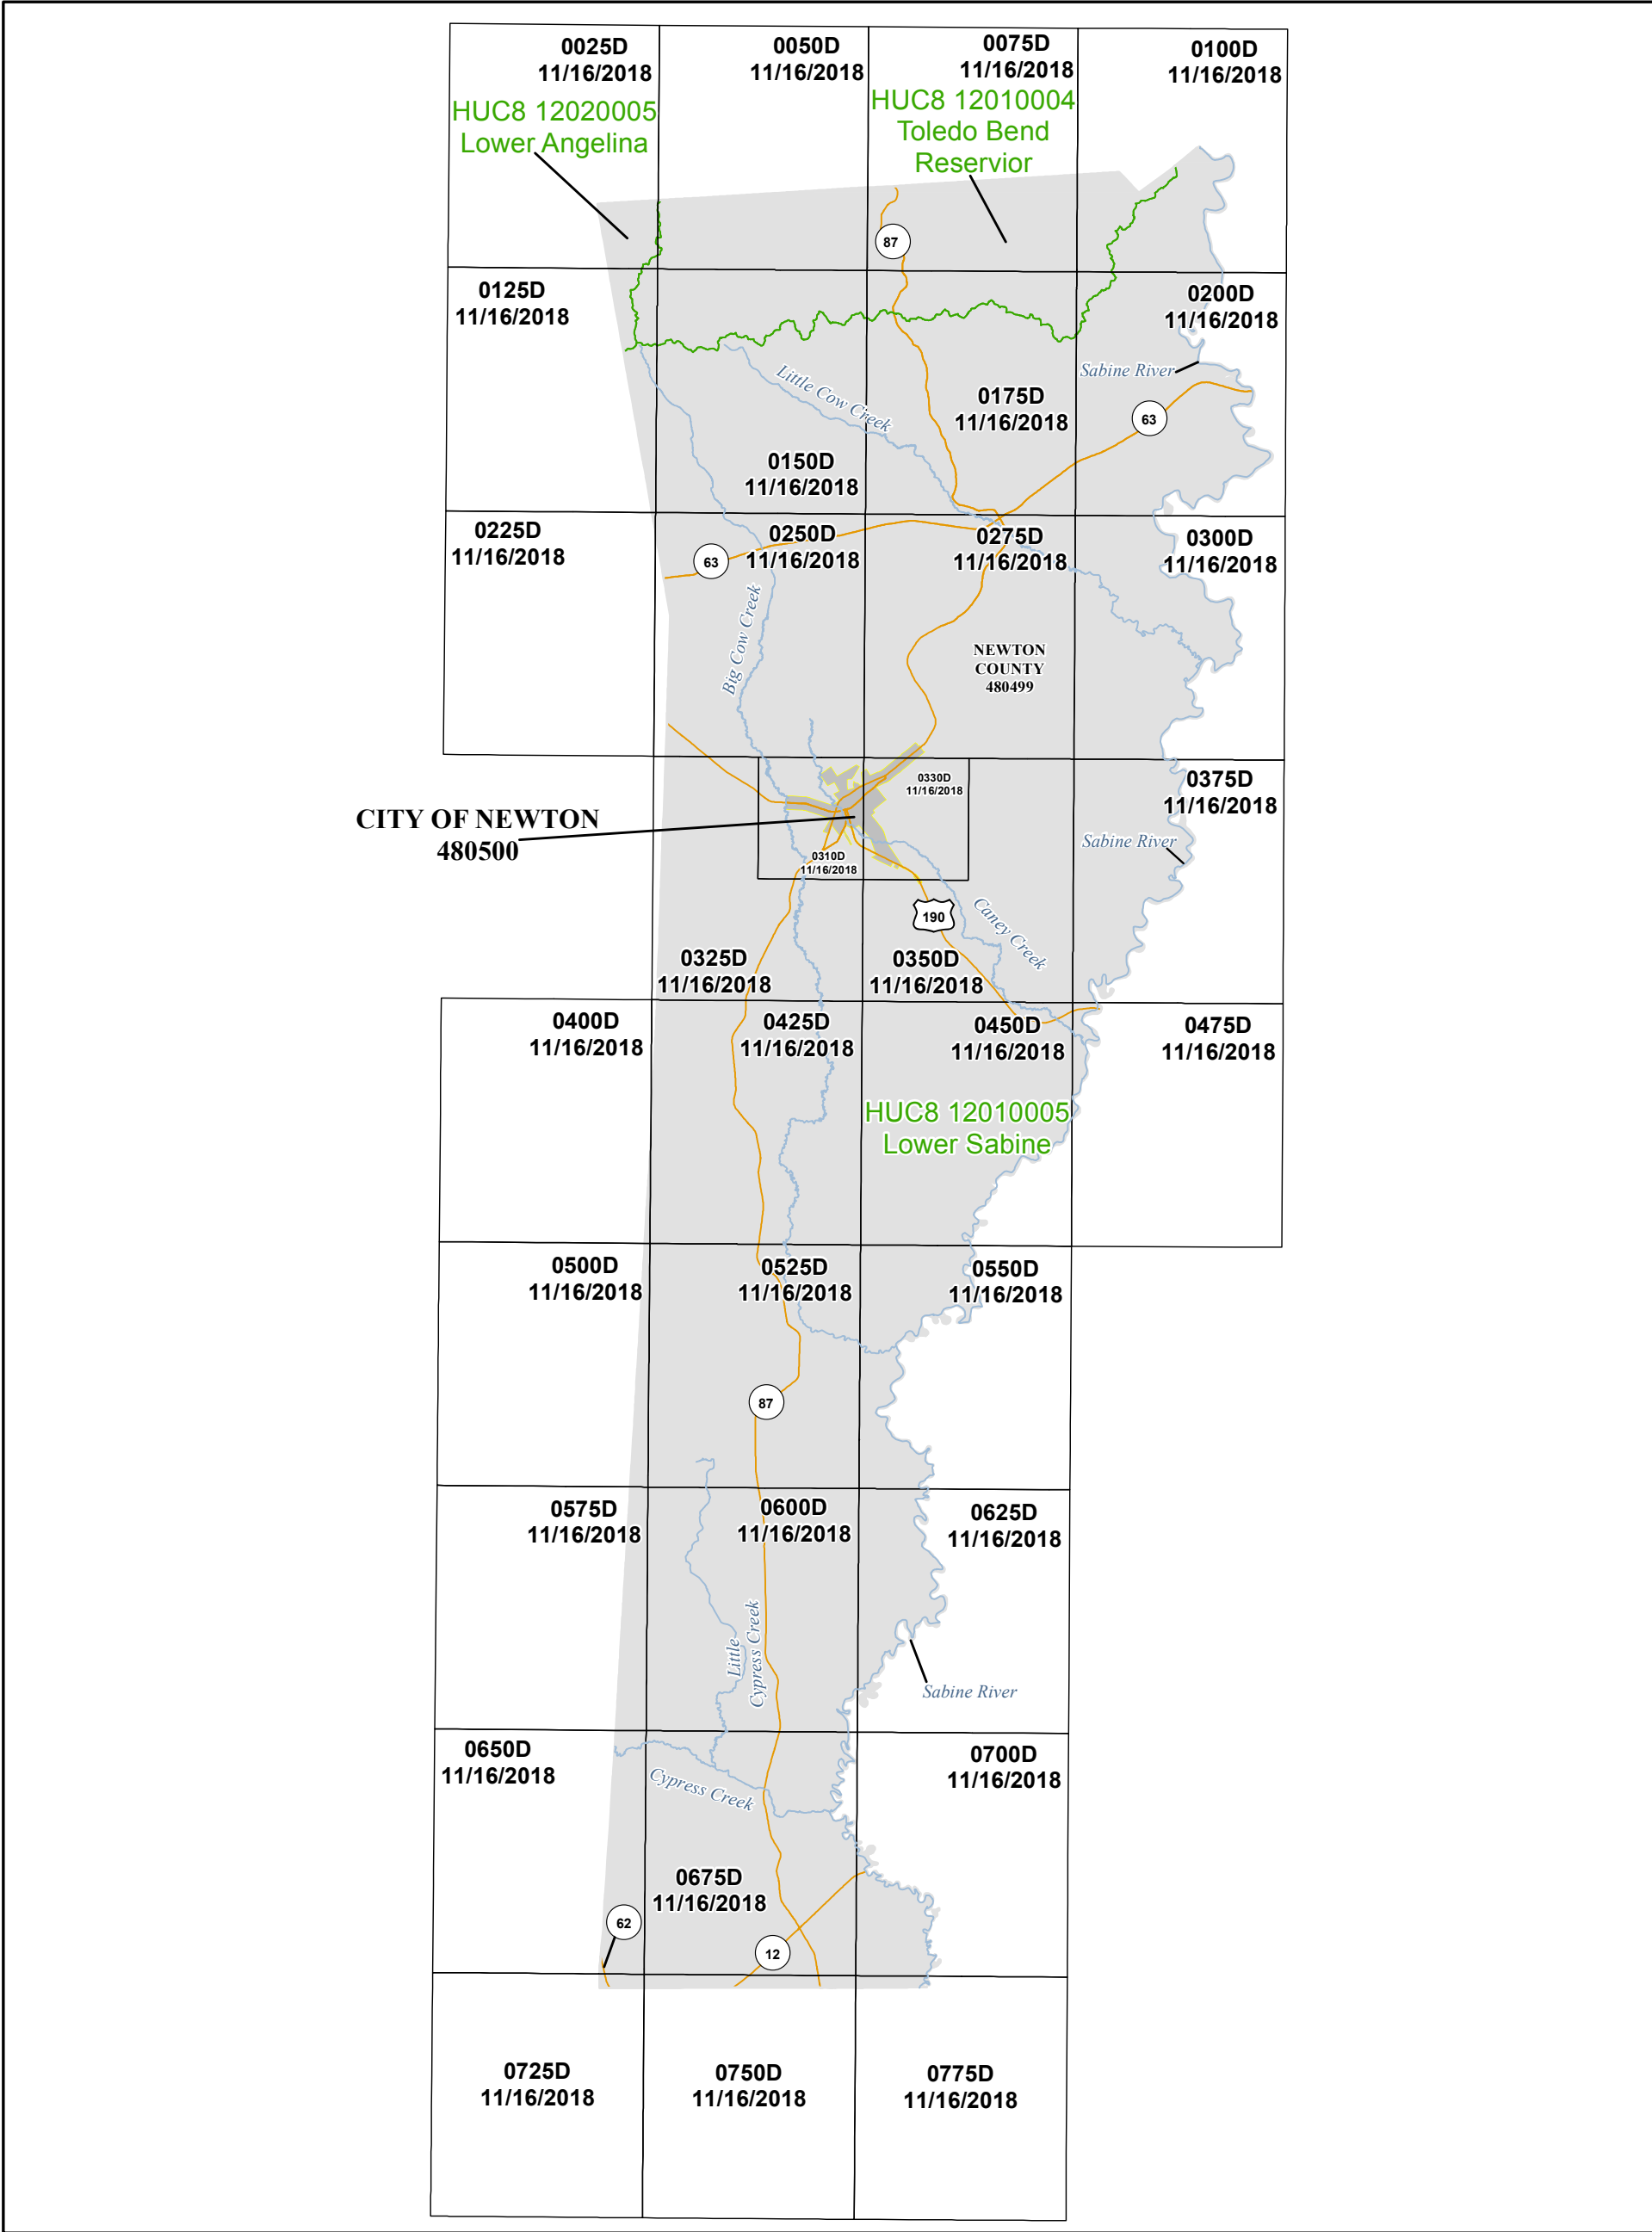 0025D
11/16/2018
0050D
11/16/2018
0075D
11/16/2018
0100D
11/16/2018
HUC8 12020005
Lower Angelina
HUC8 12010004
Toledo Bend
Reservior
87
0125D
11/16/2018
0200D
11/16/2018
Little Cow Creek
Sabine River
0175D
11/16/2018
63
0150D
11/16/2018
0225D
11/16/2018
63
0250D
11/16/2018
0275D
11/16/2018
0300D
11/16/2018
Big Cow Creek
NEWTON
COUNTY
480499
0330D
11/16/2018
0375D
11/16/2018
CITY OF NEWTON
480500
Sabine River
0310D
11/16/2018
190
Caney Creek
0325D
11/16/2018
0350D
11/16/2018
0400D
11/16/2018
0425D
11/16/2018
0450D
11/16/2018
0475D
11/16/2018
HUC8 12010005
Lower Sabine
0500D
11/16/2018
0525D
11/16/2018
0550D
11/16/2018
87
0575D
11/16/2018
0600D
11/16/2018
0625D
11/16/2018
Little
Cypress Creek
Sabine River
0650D
11/16/2018
0700D
11/16/2018
Cypress Creek
0675D
11/16/2018
62
12
0725D
11/16/2018
0750D
11/16/2018
0775D
11/16/2018